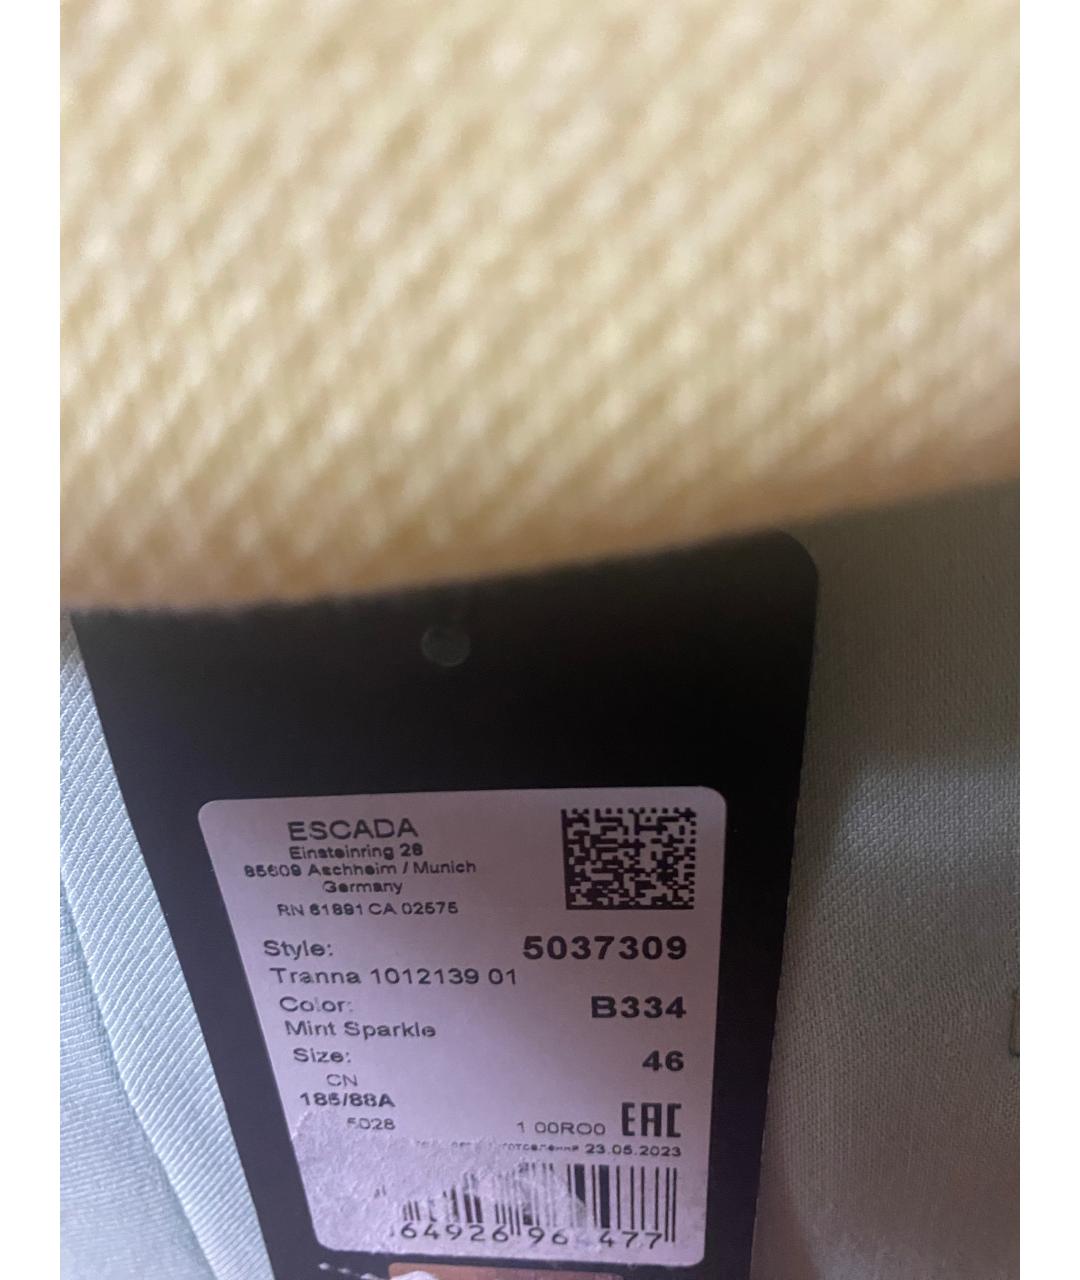 ESCADA
Einsteinring 28
85609 Aschheim / Munich
Germany
RN 61891 CA 02575
Style: 5037309
Tranna 1012139 01
Color: B334
Mint Sparkle
Size: 46
CN
185/88A
EAC
1 00RO0
23.05.2023
64926 96 477